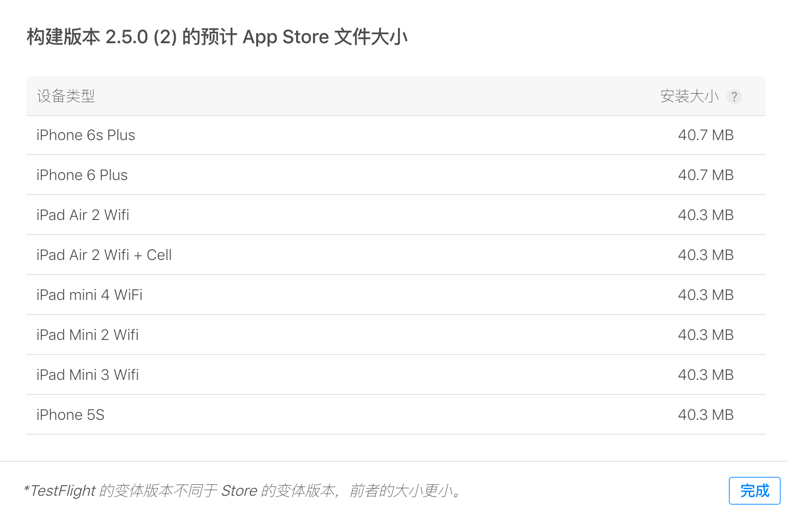 构建版本 2.5.0 (2) 的预计 App Store 文件大小
设备类型 安装大小 ?
iPhone 6s Plus 40.7 MB
iPhone 6 Plus 40.7 MB
iPad Air 2 Wifi 40.3 MB
iPad Air 2 Wifi + Cell 40.3 MB
iPad mini 4 WiFi 40.3 MB
iPad Mini 2 Wifi 40.3 MB
iPad Mini 3 Wifi 40.3 MB
iPhone 5S 40.3 MB
*TestFlight 的变体版本不同于 Store 的变体版本，前者的大小更小。
完成